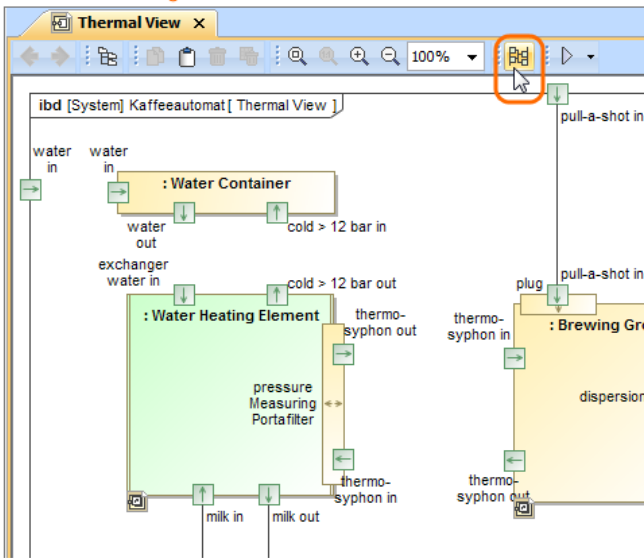 Thermal View
100%
ibd [System] Kaffeeautomat [ Thermal View ]
pull-a-shot in
water
in
water
in
: Water Container
water
out
cold > 12 bar in
exchanger
water in
cold > 12 bar out
plug
pull-a-shot in
: Water Heating Element
thermo-
syphon out
thermo-
syphon in
: Brewing Gro
pressure
Measuring
Portafilter
dispersion
thermo-
syphon in
thermo-
syphon out
milk in
milk out